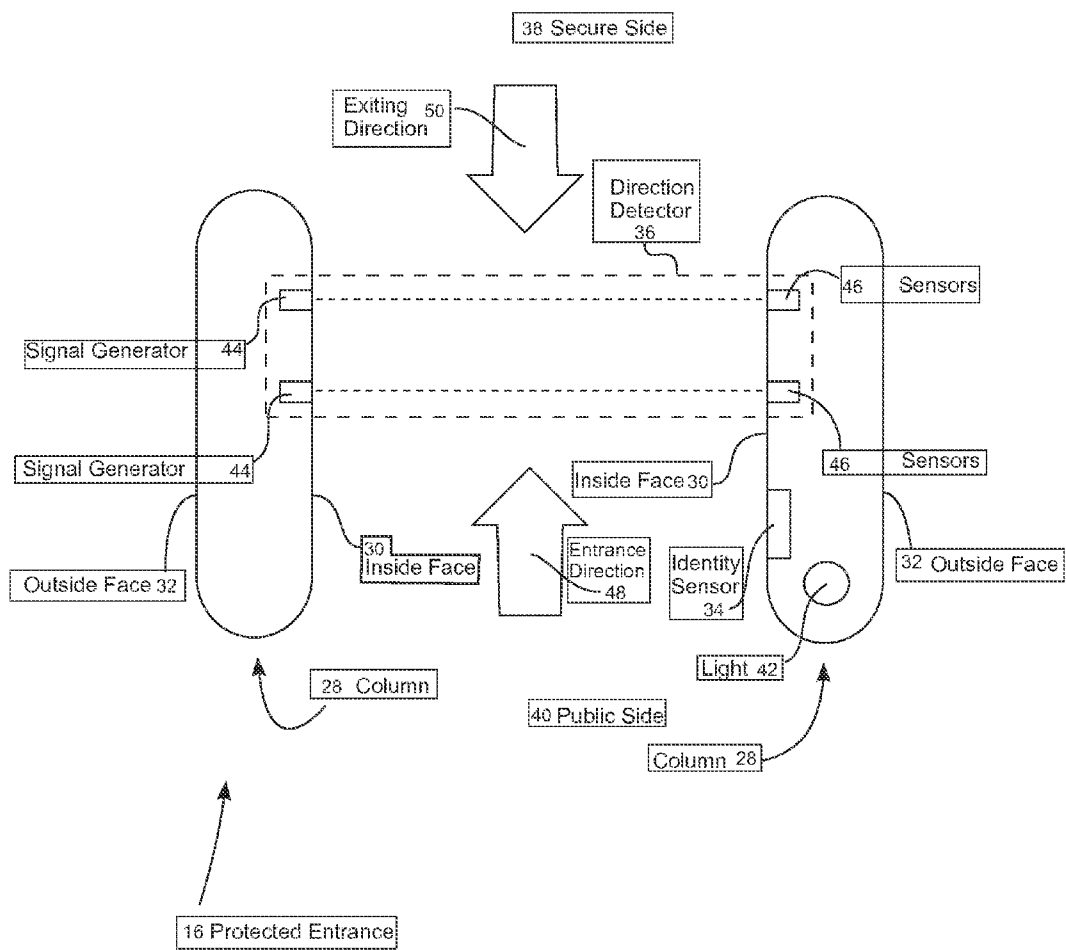 38 Secure Side
Exiting 50
Direction
Direction
Detector
36
46 Sensors
Signal Generator 44
Signal Generator 44
46 Sensors
Inside Face 30
30
Inside Face
Outside Face 32
Entrance
Direction
48
Identity
Sensor
34
32 Outside Face
Light 42
28 Column
40 Public Side
Column 28
16 Protected Entrance